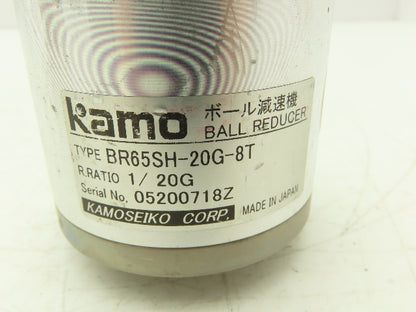 Kamo ボール減速機
BALL REDUCER
TYPE BR65SH-20G-8T
R.RATIO 1/ 20G
Serial No. 05200718Z
KAMOSEIKO CORP. MADE IN JAPAN